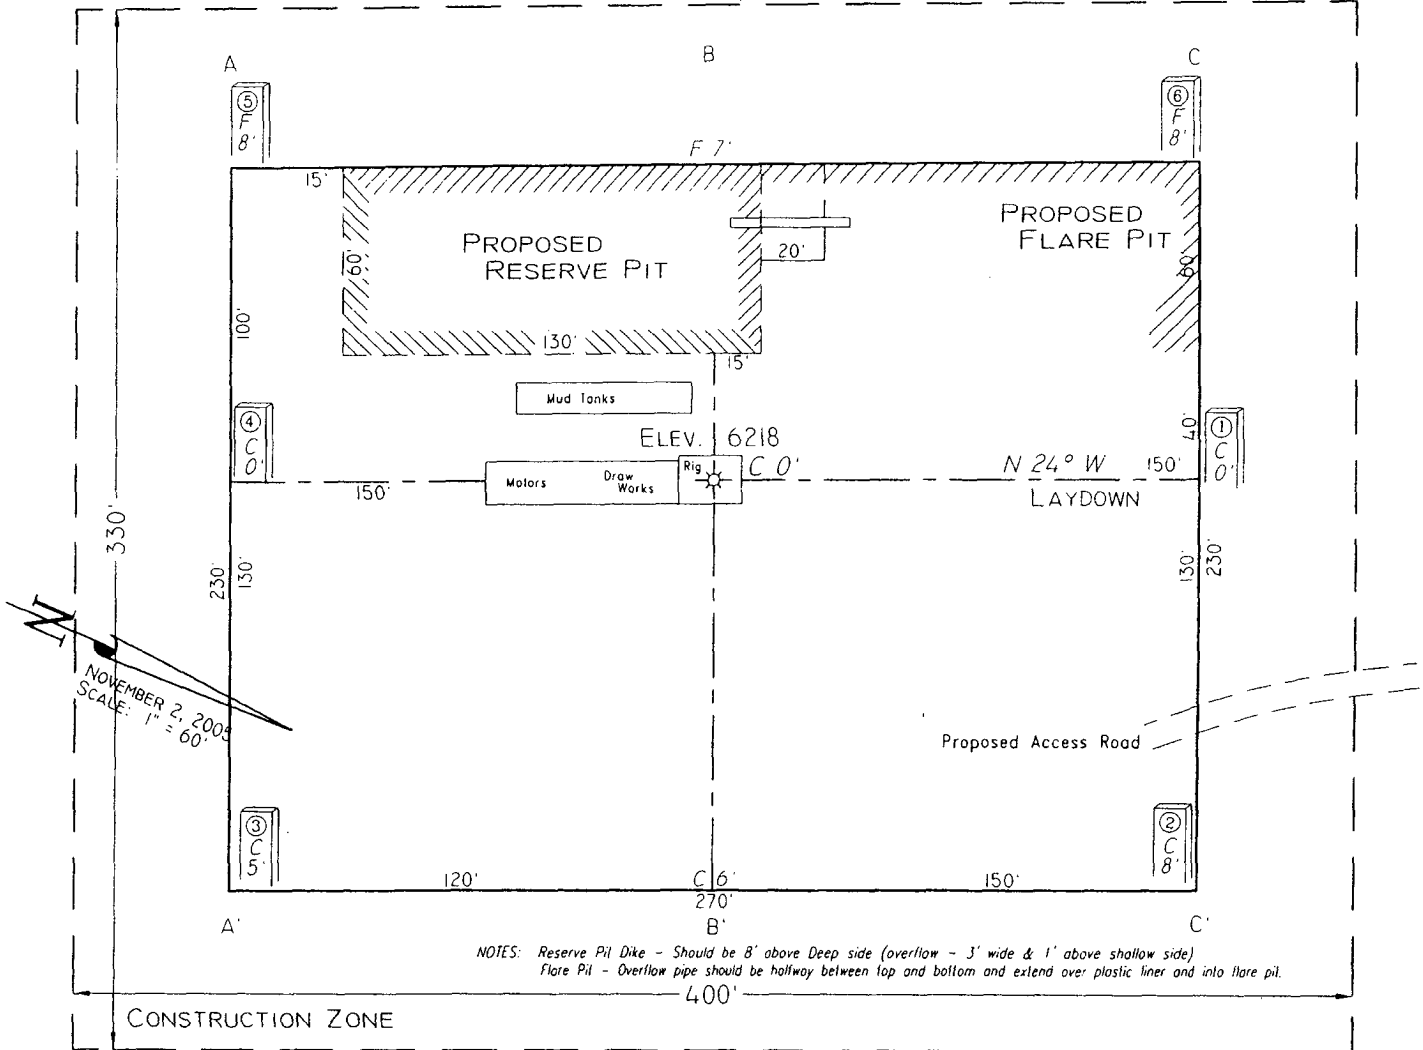 A
B
C
5
F
8'
6
F
8'
F 7'
15'
PROPOSED
RESERVE PIT
PROPOSED
FLARE PIT
20'
60'
60'
100'
130'
15'
Mud Tanks
4
C
0'
ELEV. 6218
1
C
0'
40'
Rig
C 0'
N 24° W
150'
Motors
Draw
Works
150'
LAYDOWN
330'
230'
130'
130'
230'
N
NOVEMBER 2, 2005
SCALE: 1" = 60'
Proposed Access Road
3
C
5'
2
C
8'
120'
C 6'
150'
270'
A'
B'
C'
NOTES: Reserve Pit Dike - Should be 8' above Deep side (overflow - 3' wide & 1' above shallow side)
Flare Pit - Overflow pipe should be halfway between top and bottom and extend over plastic liner and into flare pit.
400'
CONSTRUCTION ZONE